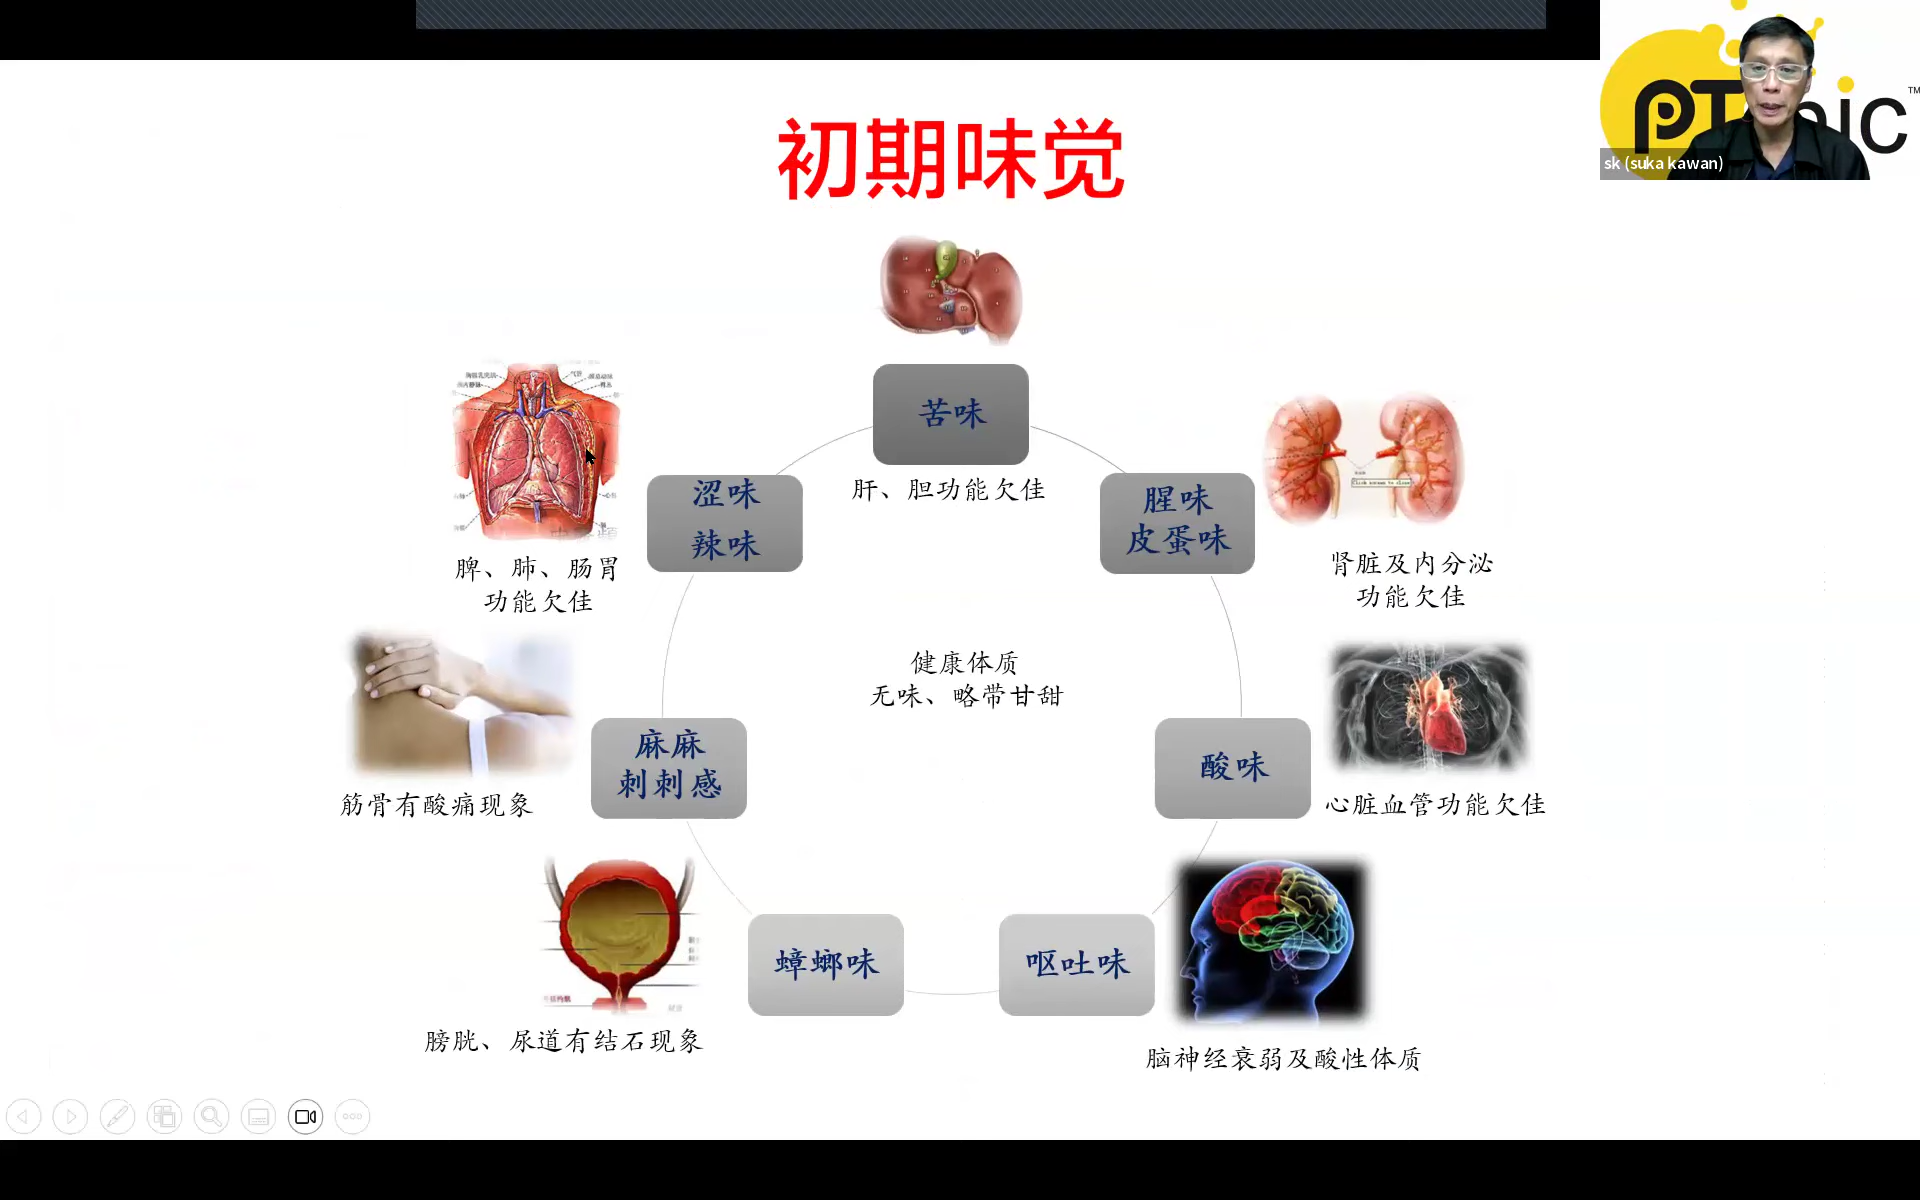 初期味觉
PT
ic
TM
sk (suka kawan)
苦味
肝、胆功能欠佳
涩味
辣味
脾、肺、肠胃
功能欠佳
腥味
皮蛋味
肾脏及内分泌
功能欠佳
健康体质
无味、略带甘甜
麻麻
刺刺感
筋骨有酸痛现象
酸味
心脏血管功能欠佳
蟑螂味
膀胱、尿道有结石现象
呕吐味
脑神经衰弱及酸性体质